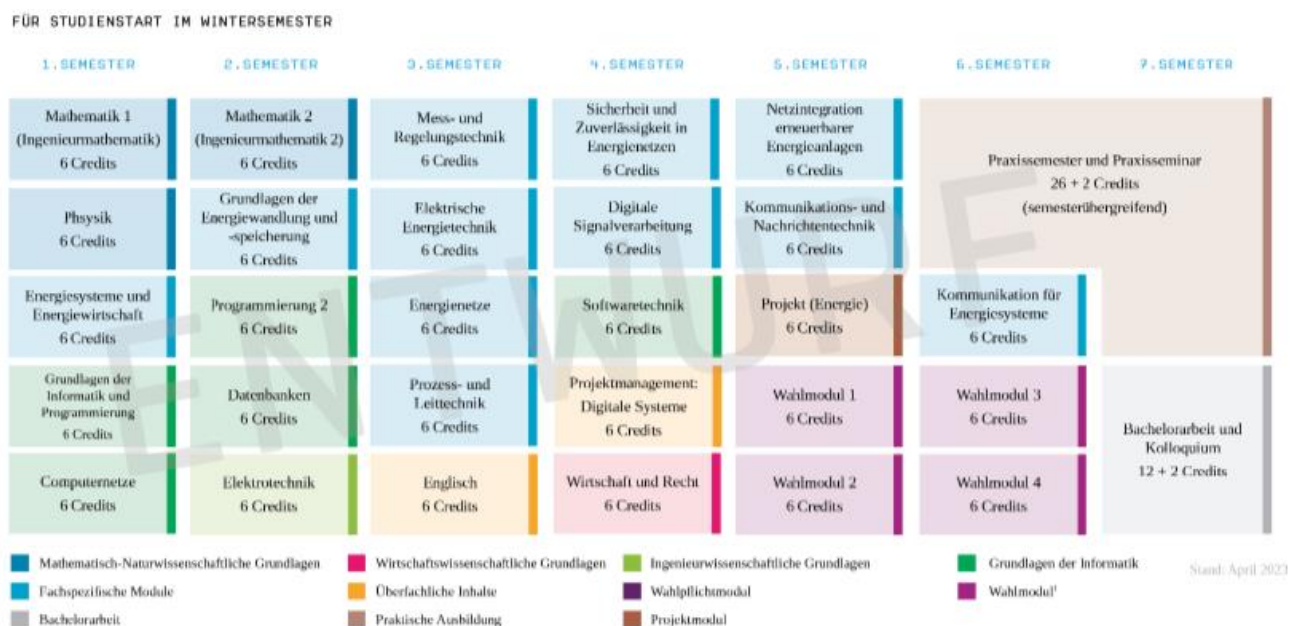 FÜR STUDIENSTART IM WINTERSEMESTER
1.SEMESTER
2.SEMESTER
3.SEMESTER
4.SEMESTER
5.SEMESTER
6.SEMESTER
7.SEMESTER
Mathematik 1
(Ingenieurmathematik)
6 Credits
Mathematik 2
(Ingenieurmathematik 2)
6 Credits
Mess- und
Regelungstechnik
6 Credits
Sicherheit und
Zuverlässigkeit in
Energienetzen
6 Credits
Netzintegration
erneuerbarer
Energieanlagen
6 Credits
Praxissemester und Praxisseminar
26 + 2 Credits
(semesterübergreifend)
Phsysik
6 Credits
Grundlagen der
Energiewandlung und
-speicherung
6 Credits
Elektrische
Energietechnik
6 Credits
Digitale
Signalverarbeitung
6 Credits
Kommunikations- und
Nachrichtentechnik
6 Credits
Energiesysteme und
Energiewirtschaft
6 Credits
Programmierung 2
6 Credits
Energienetze
6 Credits
Softwaretechnik
6 Credits
Projekt (Energie)
6 Credits
Kommunikation für
Energiesysteme
6 Credits
Grundlagen der
Informatik und
Programmierung
6 Credits
Datenbanken
6 Credits
Prozess- und
Leittechnik
6 Credits
Projektmanagement:
Digitale Systeme
6 Credits
Wahlmodul 1
6 Credits
Wahlmodul 3
6 Credits
Bachelorarbeit und
Kolloquium
12 + 2 Credits
Computernetze
6 Credits
Elektrotechnik
6 Credits
Englisch
6 Credits
Wirtschaft und Recht
6 Credits
Wahlmodul 2
6 Credits
Wahlmodul 4
6 Credits
ENTWURF
Mathematisch-Naturwissenschaftliche Grundlagen
Wirtschaftswissenschaftliche Grundlagen
Ingenieurwissenschaftliche Grundlagen
Grundlagen der Informatik
Stand: April 2023
Fachspezifische Module
Überfachliche Inhalte
Wahlpflichtmodul
Wahlmodul¹
Bachelorarbeit
Praktische Ausbildung
Projektmodul